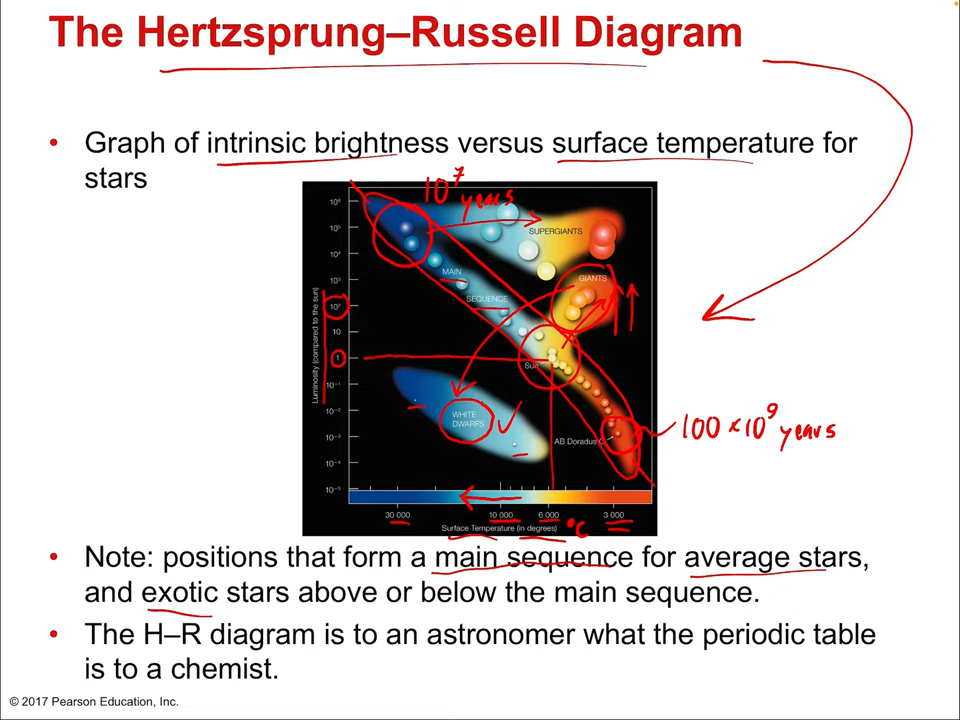 The Hertzsprung–Russell Diagram
• Graph of intrinsic brightness versus surface temperature for
stars
10⁷
years
10⁶
10⁵
10⁴
10³
10²
10
1
10⁻¹
10⁻²
10⁻³
10⁻⁴
10⁻⁵
Luminosity (compared to the sun)
SUPERGIANTS
GIANTS
MAIN
SEQUENCE
Sun
WHITE
DWARFS
AB Doradus C
100 × 10⁹ years
30 000 10 000 6 000 3 000
Surface Temperature (in degrees) °C
• Note: positions that form a main sequence for average stars,
and exotic stars above or below the main sequence.
• The H–R diagram is to an astronomer what the periodic table
is to a chemist.
© 2017 Pearson Education, Inc.